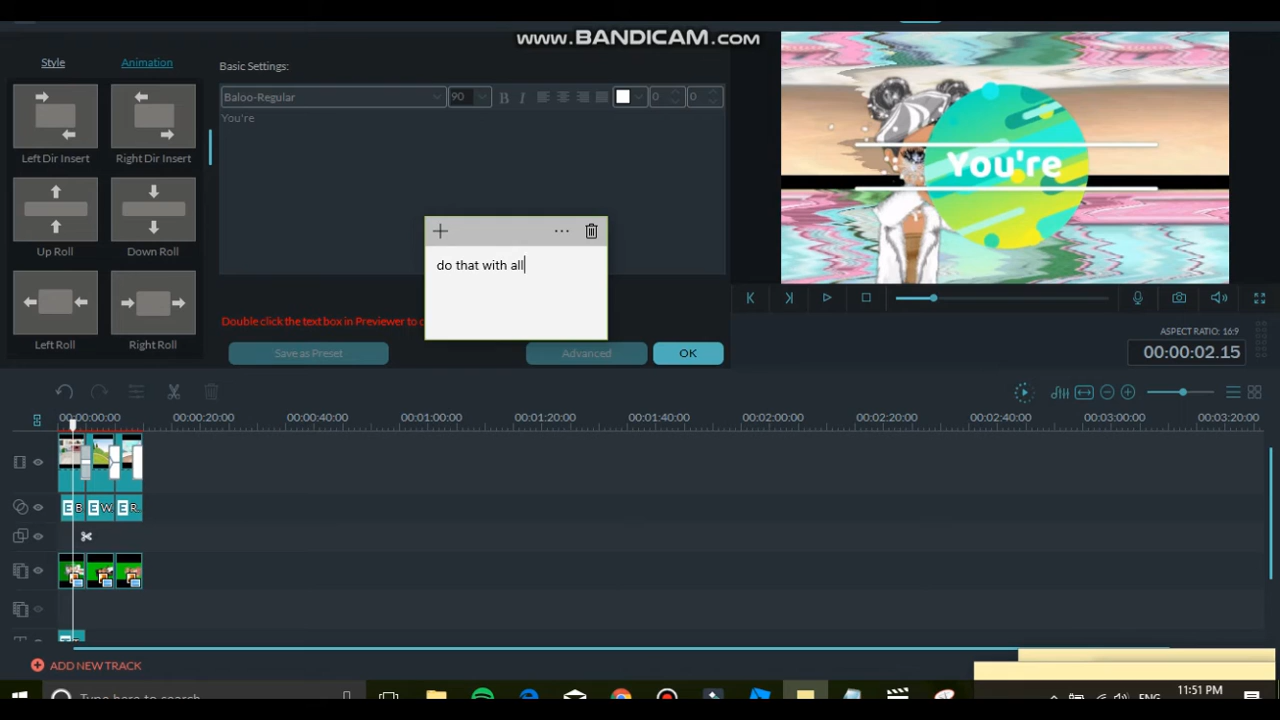 www.BANDICAM.com
Style
Animation
Basic Settings:
Baloo-Regular
90
B
I
0
0
You're
Left Dir Insert
Right Dir Insert
Up Roll
Down Roll
Left Roll
Right Roll
do that with all
Double click the text box in Previewer to
Save as Preset
Advanced
OK
You're
ASPECT RATIO: 16:9
00:00:02.15
00:00:00:00
00:00:20:00
00:00:40:00
00:01:00:00
00:01:20:00
00:01:40:00
00:02:00:00
00:02:20:00
00:02:40:00
00:03:00:00
00:03:20:00
E B
E W
E R
ADD NEW TRACK
Type here to search
ENG
11:51 PM